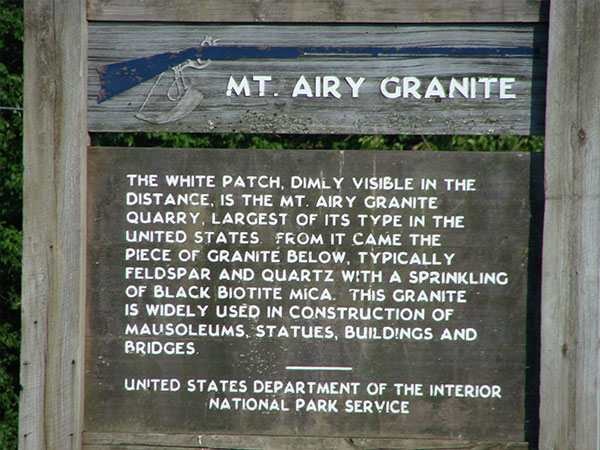 MT. AIRY GRANITE
THE WHITE PATCH, DIMLY VISIBLE IN THE
DISTANCE, IS THE MT. AIRY GRANITE
QUARRY, LARGEST OF ITS TYPE IN THE
UNITED STATES. FROM IT CAME THE
PIECE OF GRANITE BELOW, TYPICALLY
FELDSPAR AND QUARTZ WITH A SPRINKLING
OF BLACK BIOTITE MICA. THIS GRANITE
IS WIDELY USED IN CONSTRUCTION OF
MAUSOLEUMS, STATUES, BUILDINGS AND
BRIDGES.
UNITED STATES DEPARTMENT OF THE INTERIOR
NATIONAL PARK SERVICE